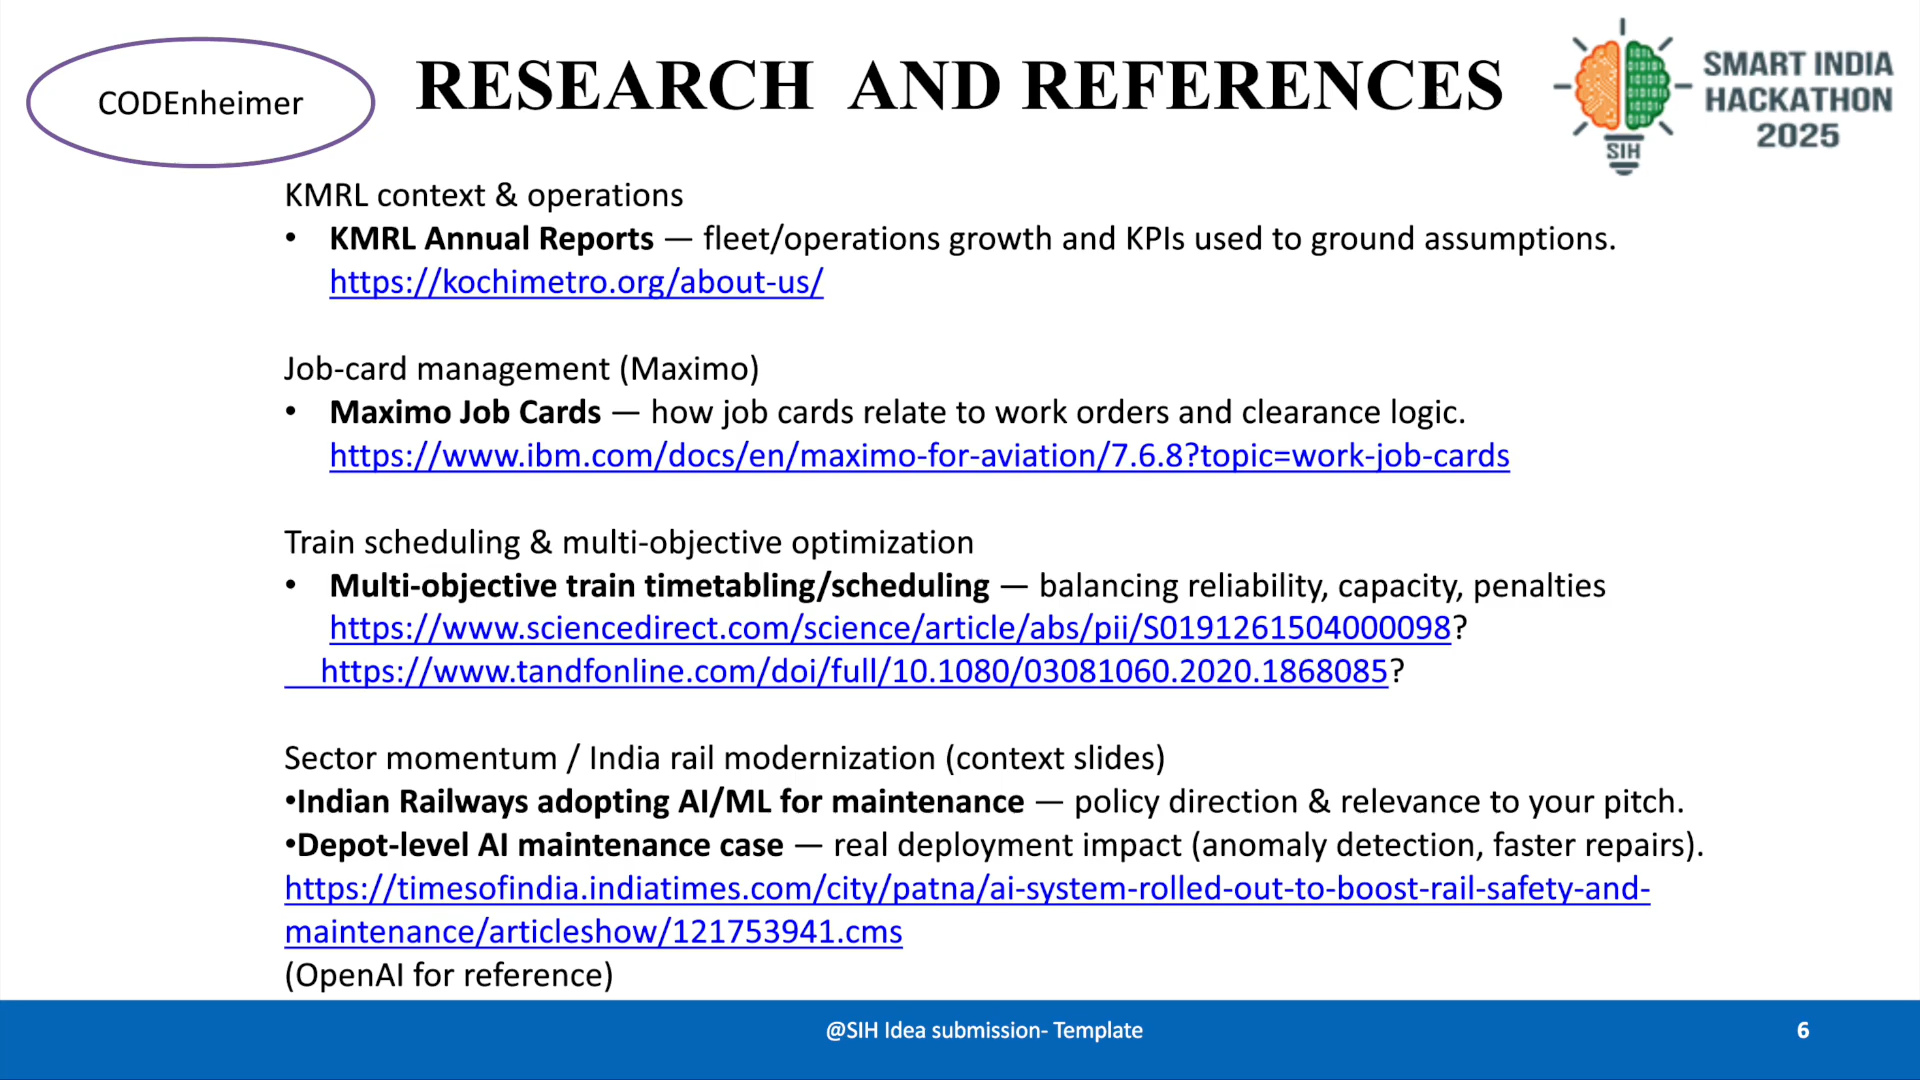 CODEnheimer
RESEARCH AND REFERENCES
SMART INDIA
HACKATHON
2025
SIH
KMRL context & operations
• KMRL Annual Reports — fleet/operations growth and KPIs used to ground assumptions.
https://kochimetro.org/about-us/
Job-card management (Maximo)
• Maximo Job Cards — how job cards relate to work orders and clearance logic.
https://www.ibm.com/docs/en/maximo-for-aviation/7.6.8?topic=work-job-cards
Train scheduling & multi-objective optimization
• Multi-objective train timetabling/scheduling — balancing reliability, capacity, penalties
https://www.sciencedirect.com/science/article/abs/pii/S0191261504000098?
https://www.tandfonline.com/doi/full/10.1080/03081060.2020.1868085?
Sector momentum / India rail modernization (context slides)
•Indian Railways adopting AI/ML for maintenance — policy direction & relevance to your pitch.
•Depot-level AI maintenance case — real deployment impact (anomaly detection, faster repairs).
https://timesofindia.indiatimes.com/city/patna/ai-system-rolled-out-to-boost-rail-safety-and-
maintenance/articleshow/121753941.cms
(OpenAI for reference)
@SIH Idea submission- Template
6